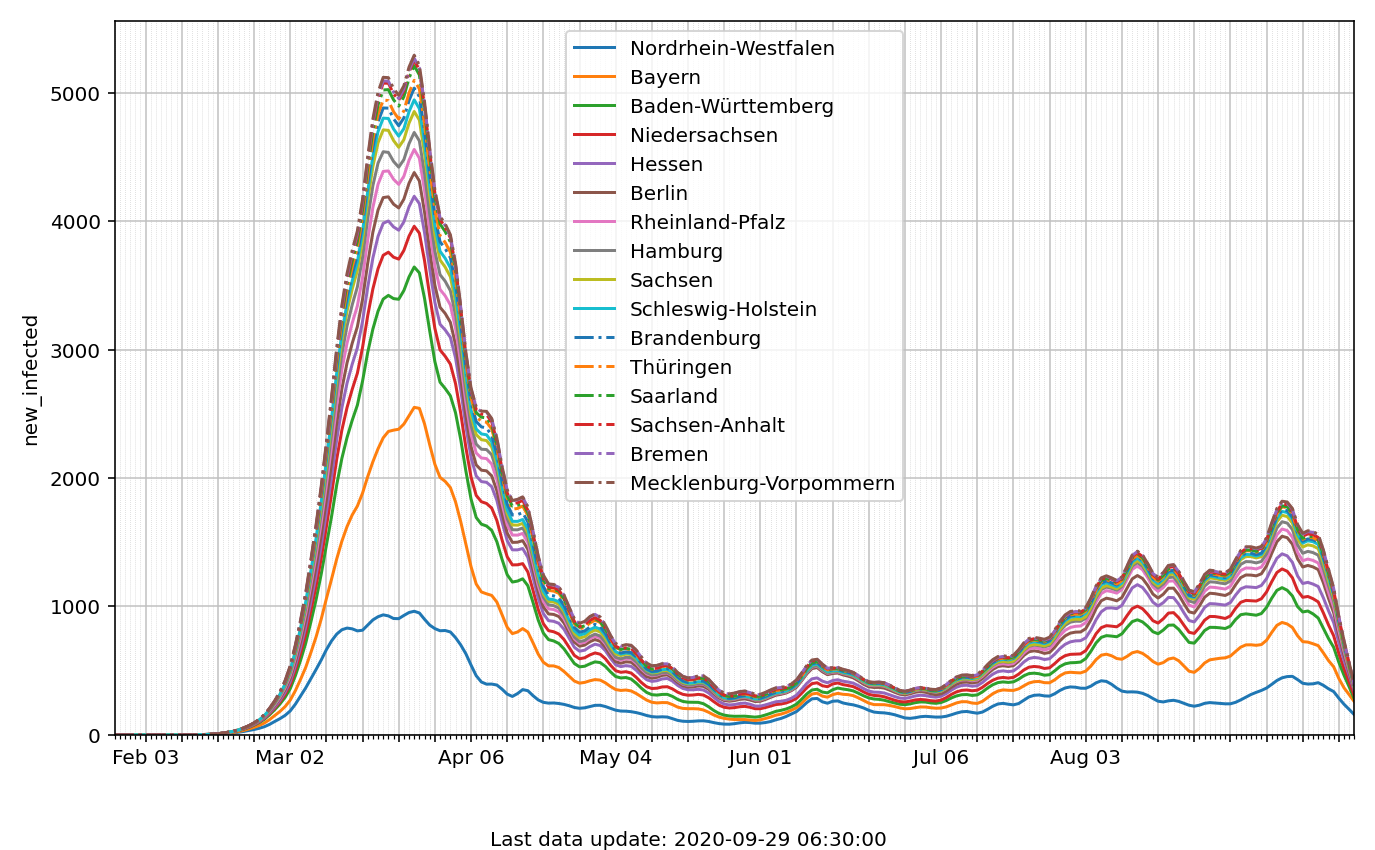 5000
4000
3000
2000
1000
0
new_infected
Nordrhein-Westfalen
Bayern
Baden-Württemberg
Niedersachsen
Hessen
Berlin
Rheinland-Pfalz
Hamburg
Sachsen
Schleswig-Holstein
Brandenburg
Thüringen
Saarland
Sachsen-Anhalt
Bremen
Mecklenburg-Vorpommern
Feb 03 Mar 02 Apr 06 May 04 Jun 01 Jul 06 Aug 03
Last data update: 2020-09-29 06:30:00